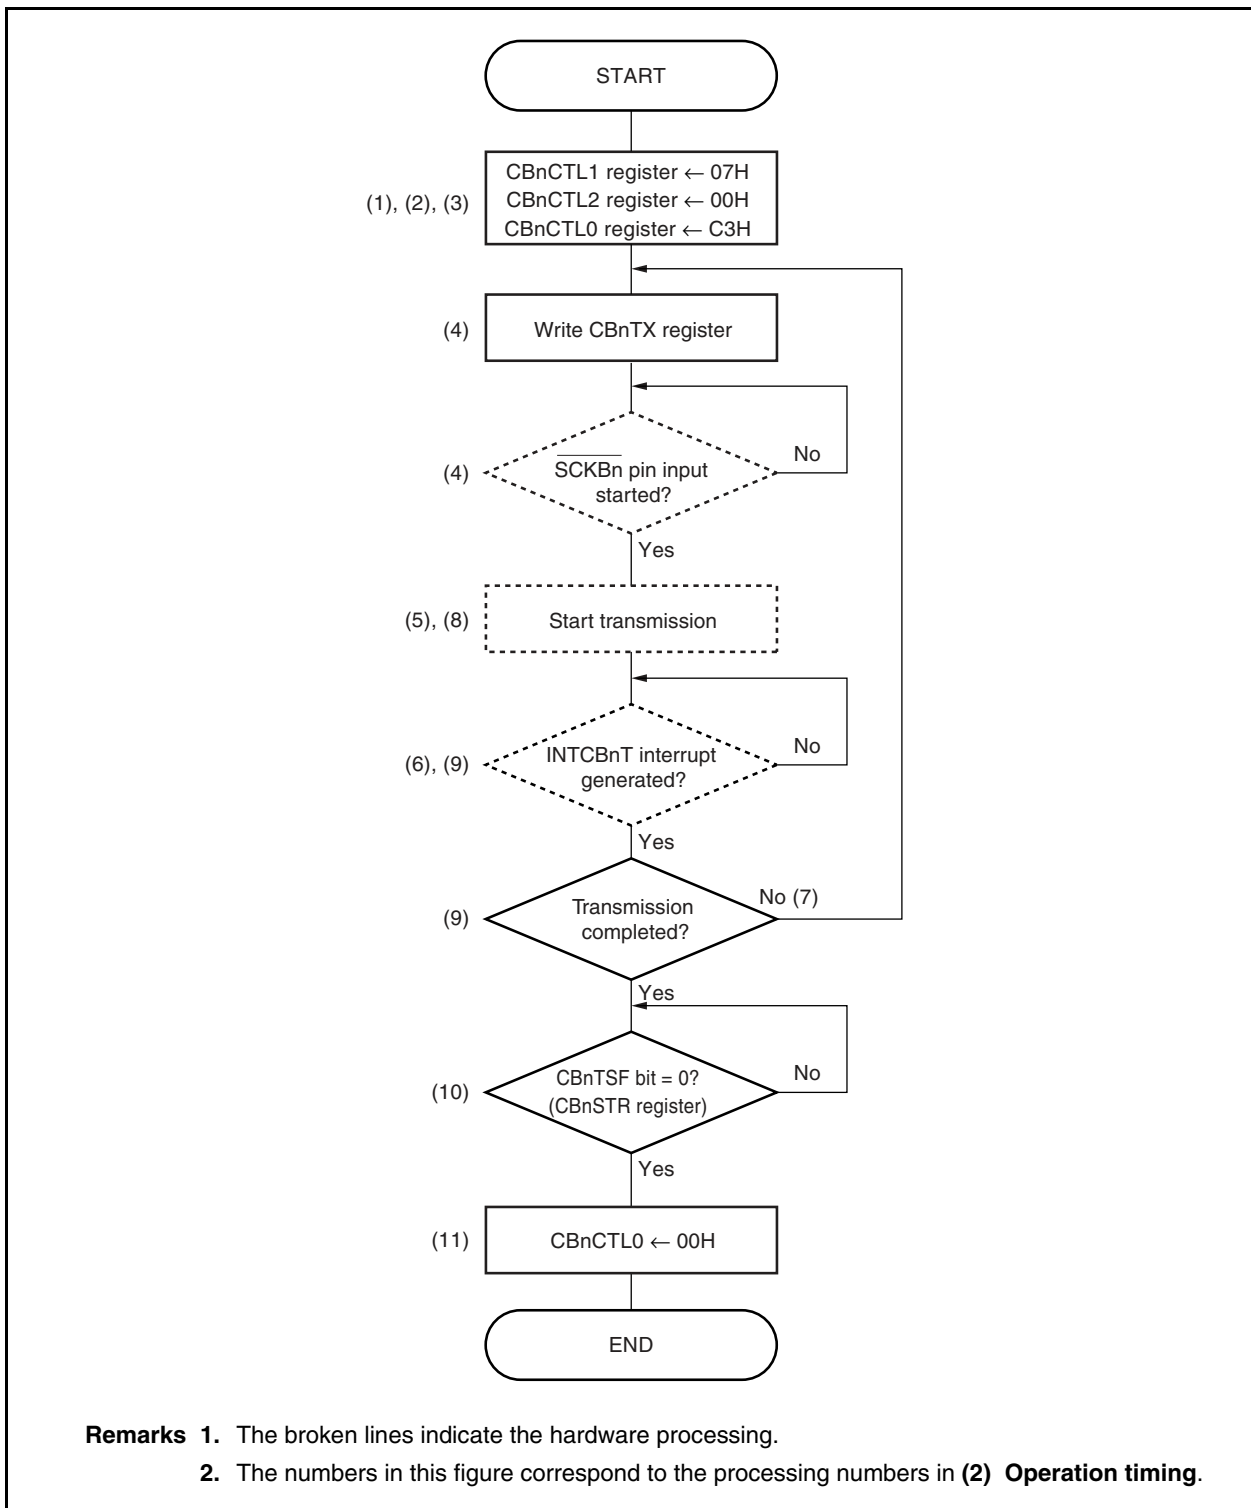 START
CBnCTL1 register ← 07H
(1), (2), (3)
CBnCTL2 register ← 00H
CBnCTL0 register ← C3H
(4)
Write CBnTX register
No
(4)
SCKBn pin input
started?
Yes
(5), (8)
Start transmission
No
(6), (9)
INTCBnT interrupt
generated?
Yes
No (7)
(9)
Transmission
completed?
Yes
No
(10)
CBnTSF bit = 0?
(CBnSTR register)
Yes
(11)
CBnCTL0 ← 00H
END
Remarks 1. The broken lines indicate the hardware processing.
2. The numbers in this figure correspond to the processing numbers in (2) Operation timing.